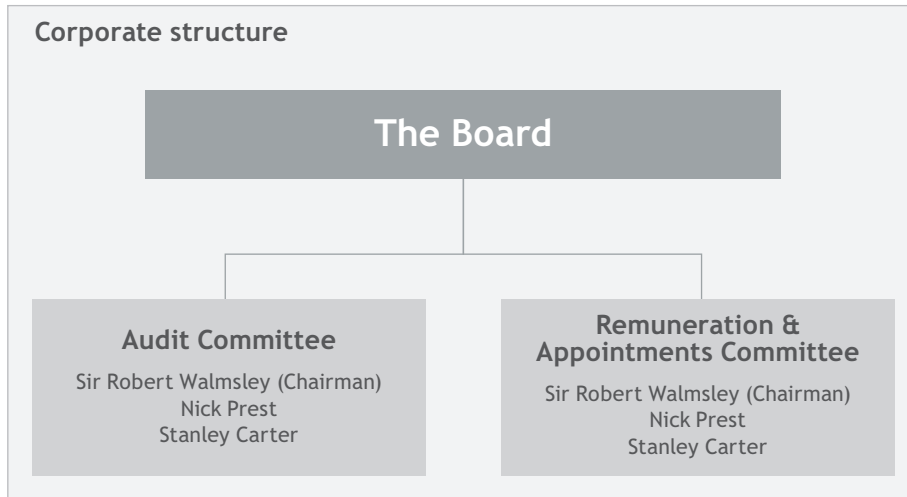 Corporate structure
The Board
Audit Committee
Sir Robert Walmsley (Chairman)
Nick Prest
Stanley Carter
Remuneration &
Appointments Committee
Sir Robert Walmsley (Chairman)
Nick Prest
Stanley Carter